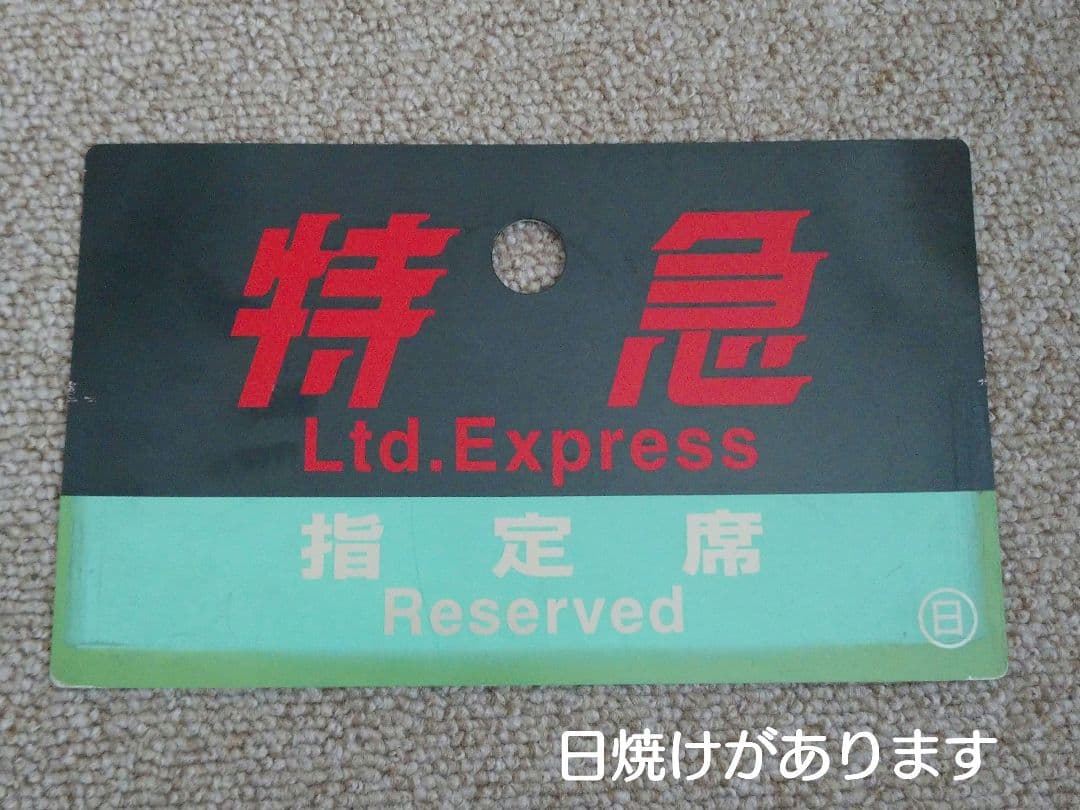 特急
Ltd.Express
指定席
Reserved
日
日焼けがあります